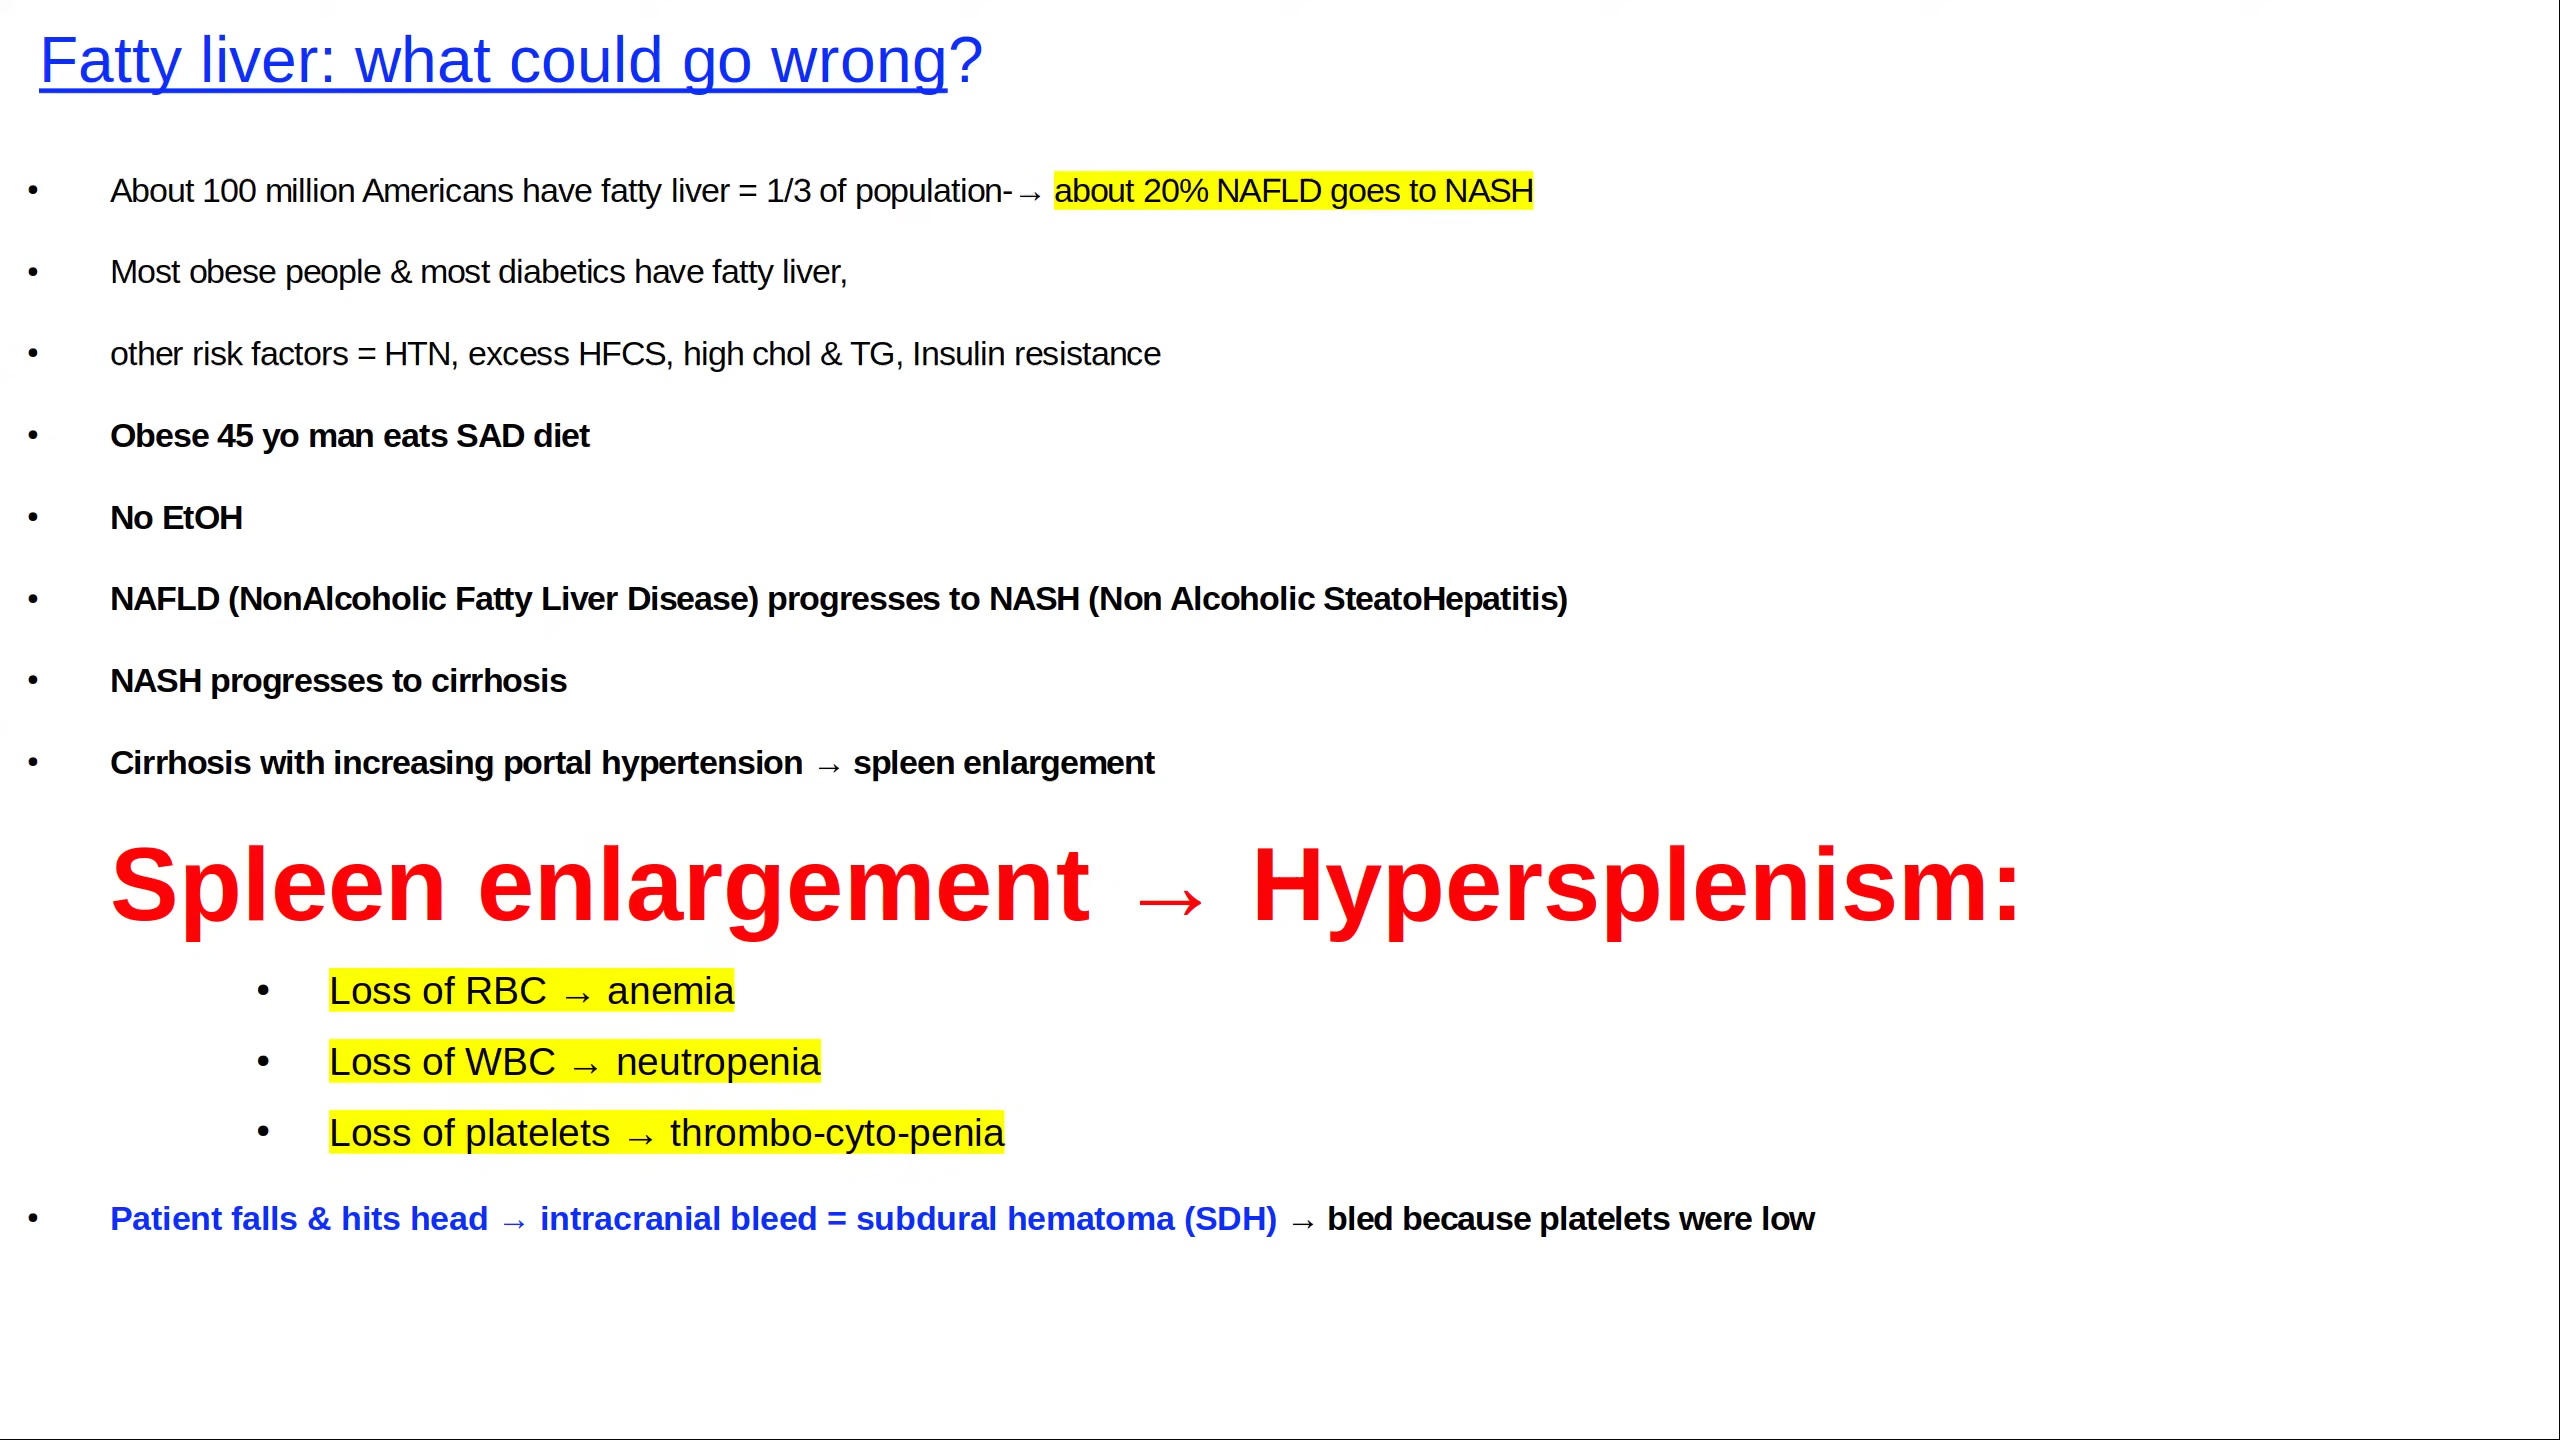 Fatty liver: what could go wrong?
• About 100 million Americans have fatty liver = 1/3 of population-→ about 20% NAFLD goes to NASH
• Most obese people & most diabetics have fatty liver,
• other risk factors = HTN, excess HFCS, high chol & TG, Insulin resistance
• Obese 45 yo man eats SAD diet
• No EtOH
• NAFLD (NonAlcoholic Fatty Liver Disease) progresses to NASH (Non Alcoholic SteatoHepatitis)
• NASH progresses to cirrhosis
• Cirrhosis with increasing portal hypertension → spleen enlargement
Spleen enlargement → Hypersplenism:
• Loss of RBC → anemia
• Loss of WBC → neutropenia
• Loss of platelets → thrombo-cyto-penia
• Patient falls & hits head → intracranial bleed = subdural hematoma (SDH) → bled because platelets were low